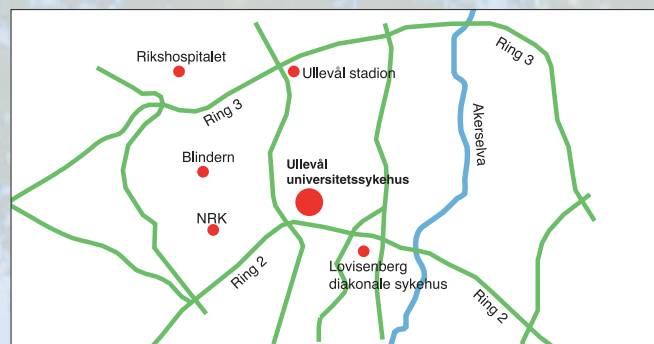 Rikshospitalet
Ullevål stadion
Ring 3
Ring 3
Akerselva
Blindern
Ullevål
universitetssykehus
NRK
Lovisenberg
diakonale sykehus
Ring 2
Ring 2